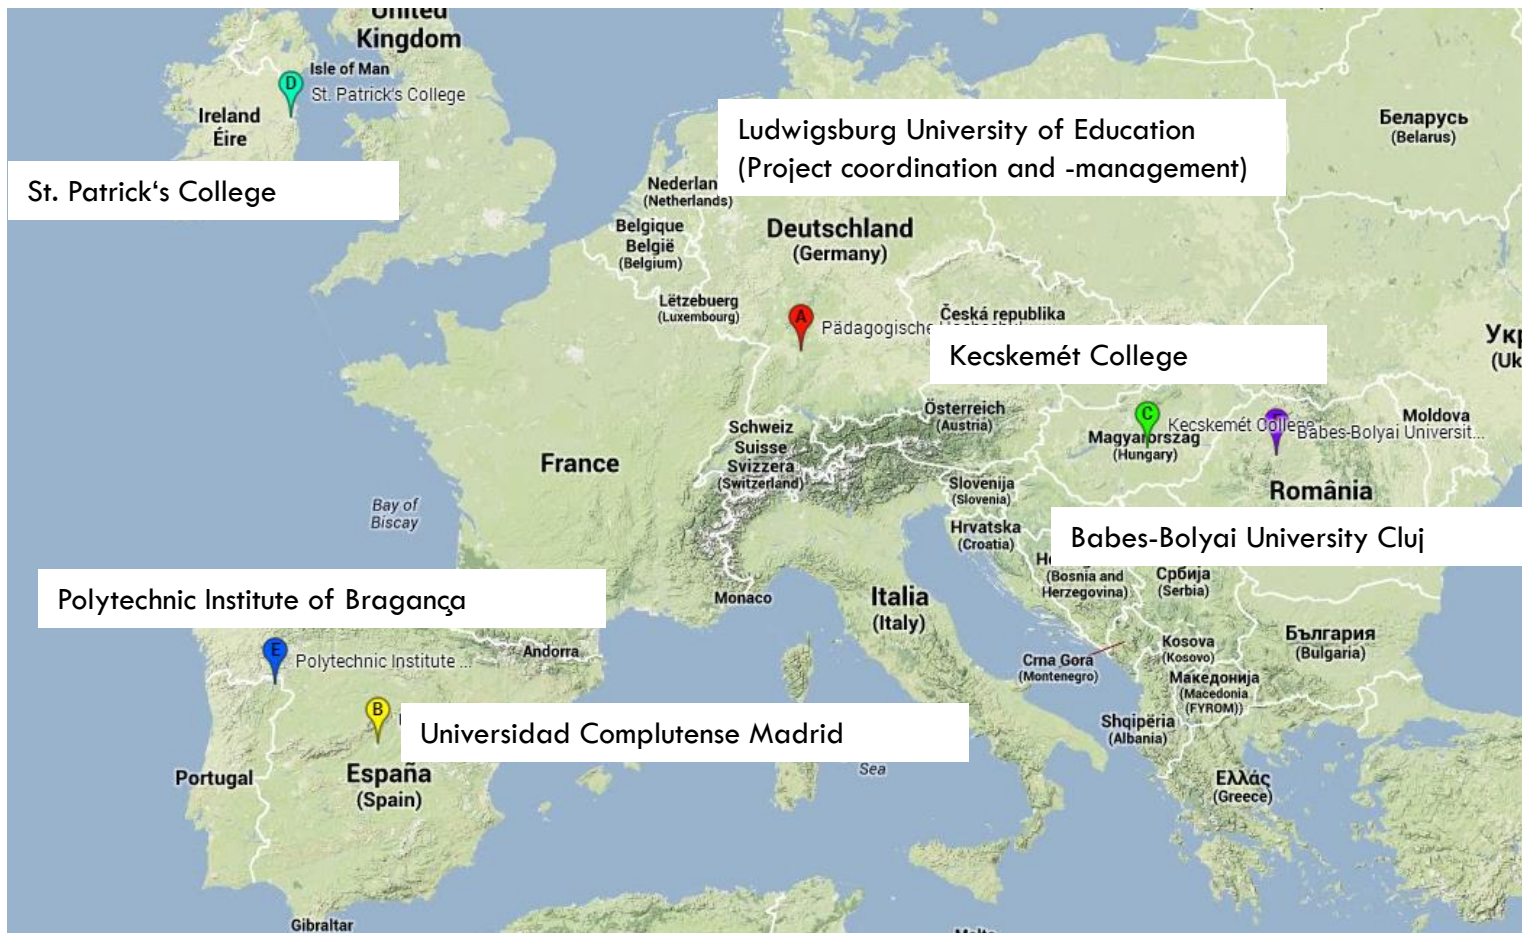 United
Kingdom
Isle of Man
D
St. Patrick's College
Ireland
Éire
St. Patrick‘s College
Ludwigsburg University of Education
(Project coordination and -management)
Беларусь
(Belarus)
(Netherlands)
Belgique
België
(Belgium)
Deutschland
(Germany)
Lëtzebuerg
(Luxembourg)
A
Česká republika
Kecskemét College
Österreich
(Austria)
C
Kecskemét College
Magyarország
(Hungary)
Babes-Bolyai Universit...
Moldova
Schweiz
Suisse
Svizzera
(Switzerland)
France
Slovenija
(Slovenia)
România
Bay of
Biscay
Hrvatska
(Croatia)
Babes-Bolyai University Cluj
(Bosnia and
Herzegovina)
Србија
(Serbia)
Polytechnic Institute of Bragança
Monaco
Italia
(Italy)
България
(Bulgaria)
E
Polytechnic Institute ...
Andorra
Crna Gora
(Montenegro)
Kosova
(Kosovo)
Македонија
(Macedonia
(FYROM))
B
Universidad Complutense Madrid
Shqipëria
(Albania)
Sea
Portugal
España
(Spain)
Ελλάς
(Greece)
Gibraltar